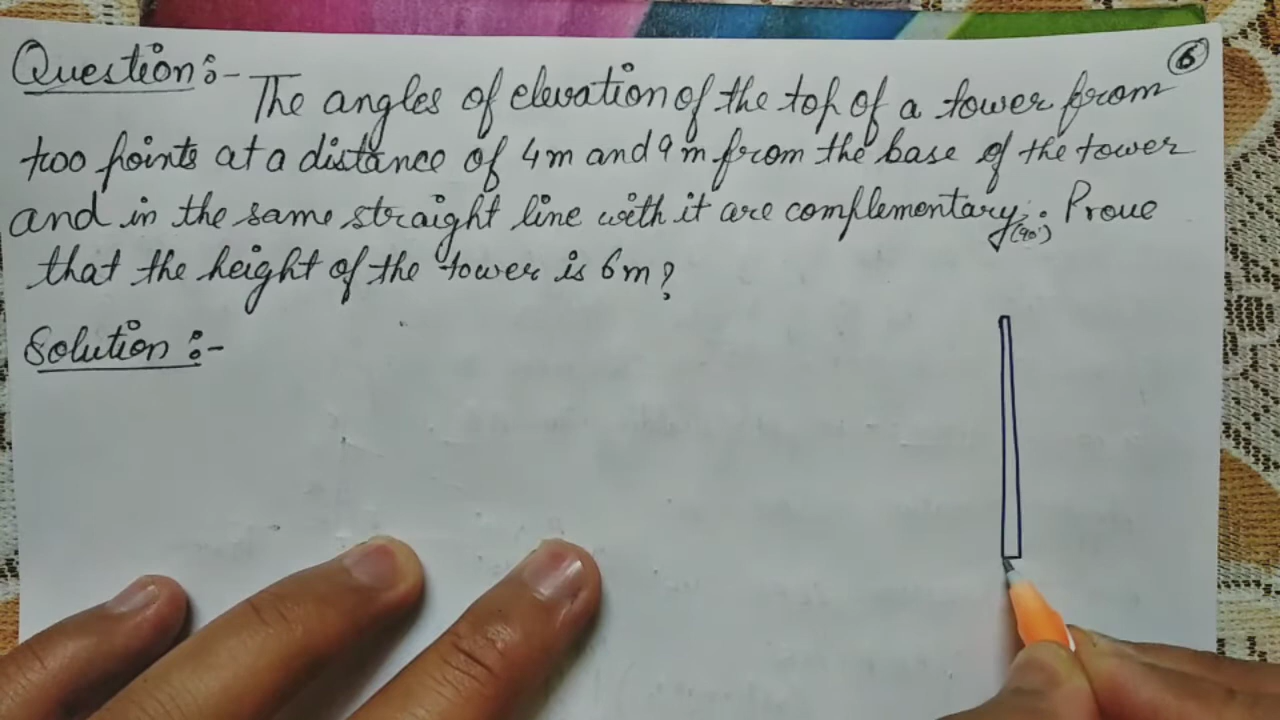 6
Question:-
The angles of elevation of the top of a tower from
two points at a distance of 4m and 9m from the base of the tower
and in the same straight line with it are complementary. Prove
(90°)
that the height of the tower is 6m?
Solution:-